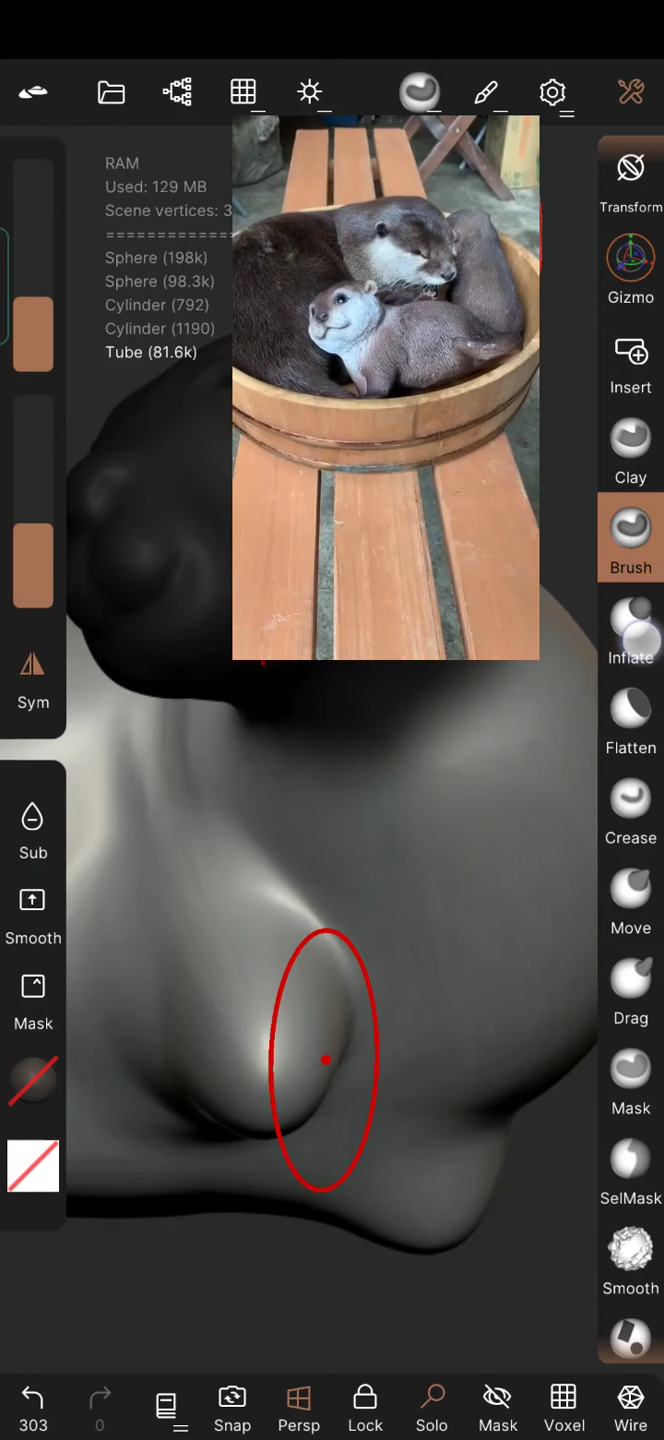 RAM
Used: 129 MB
Scene vertices: 3
============
Sphere (198k)
Sphere (98.3k)
Cylinder (792)
Cylinder (1190)
Tube (81.6k)
Sym
Sub
Smooth
Mask
Transform
Gizmo
Insert
Clay
Brush
Inflate
Flatten
Crease
Move
Drag
Mask
SelMask
Smooth
303
0
Snap
Persp
Lock
Solo
Mask
Voxel
Wire